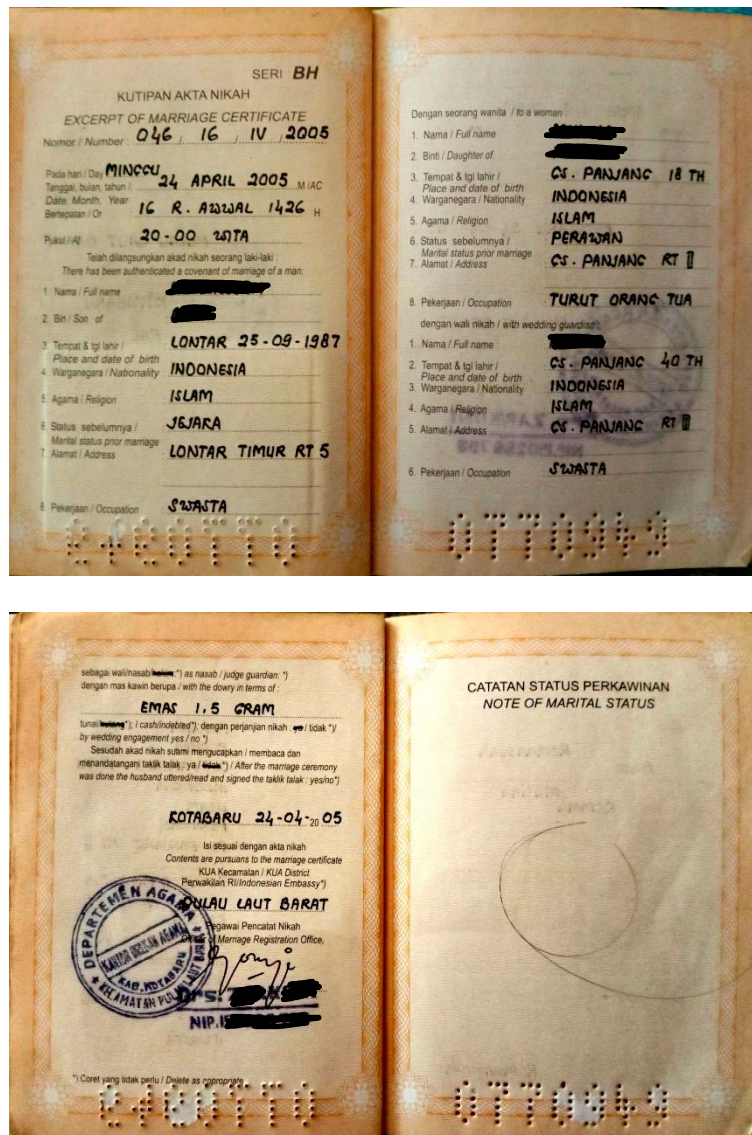 SERI BH
KUTIPAN AKTA NIKAH
EXCERPT OF MARRIAGE CERTIFICATE
Nomor / Number : 046 / 16 / IV / 2005
Pada hari / Day MINGGU
Tanggal, bulan, tahun / 24 APRIL 2005 M/AC
Date. Month, Year
Bertepatan / Or 16 R. AWWAL 1426 H
Pukul / At 20-00 WITA
Telah dilangsungkan akad nikah seorang laki-laki :
There has been authenticated a covenant of marriage of a man:
1. Nama / Full name
2. Bin / Son of
3. Tempat & tgl lahir / LONTAR 25-09-1987
Place and date of birth
4. Warganegara / Nationality INDONESIA
5. Agama / Religion ISLAM
6. Status sebelumnya / JEJAKA
Marital status prior marriage
7. Alamat / Address LONTAR TIMUR RT 5
8. Pekerjaan / Occupation SWASTA
Dengan seorang wanita / to a woman :
1. Nama / Full name
2. Binti / Daughter of
3. Tempat & tgl lahir / GS. PANJANG 18 TH
Place and date of birth
4. Warganegara / Nationality INDONESIA
5. Agama / Religion ISLAM
6. Status sebelumnya / PERAWAN
Marital status prior marriage
7. Alamat / Address GS. PANJANG RT II
8. Pekerjaan / Occupation TURUT ORANG TUA
dengan wali nikah / with wedding guardian :
1. Nama / Full name
2. Tempat & tgl lahir / GS. PANJANG 40 TH
Place and date of birth
3. Warganegara / Nationality INDONESIA
4. Agama / Religion ISLAM
5. Alamat / Address GS. PANJANG RT II
6. Pekerjaan / Occupation SWASTA
0770949
sebagai wali/nasab/ *) as nasab / judge guardian: *)
dengan mas kawin berupa / with the dowry in terms of :
EMAS 1.5 GRAM
tunai/ *); / cash/indebted*); dengan perjanjian nikah : / tidak *)/
by wedding engagement yes / no *)
Sesudah akad nikah suami mengucapkan / membaca dan
menandatangani taklik talak : ya / *) / After the marriage ceremony
was done the husband uttered/read and signed the taklik talak : yes/no*)
KOTABARU 24-04-2005
Isi sesuai dengan akta nikah
Contents are pursuans to the marriage certificate
KUA Kecamatan / KUA District
Perwakilan RI/Indonesian Embassy*)
PULAU LAUT BARAT
Pegawai Pencatat Nikah
of Marriage Registration Office,
DEPARTEMEN AGAMA
KANTOR URUSAN AGAMA
KAB. KOTABARU
KECAMATAN PULAU LAUT BARAT
Drs.
NIP.
*) Coret yang tidak perlu / Delete as appropriate
CATATAN STATUS PERKAWINAN
NOTE OF MARITAL STATUS
0770949